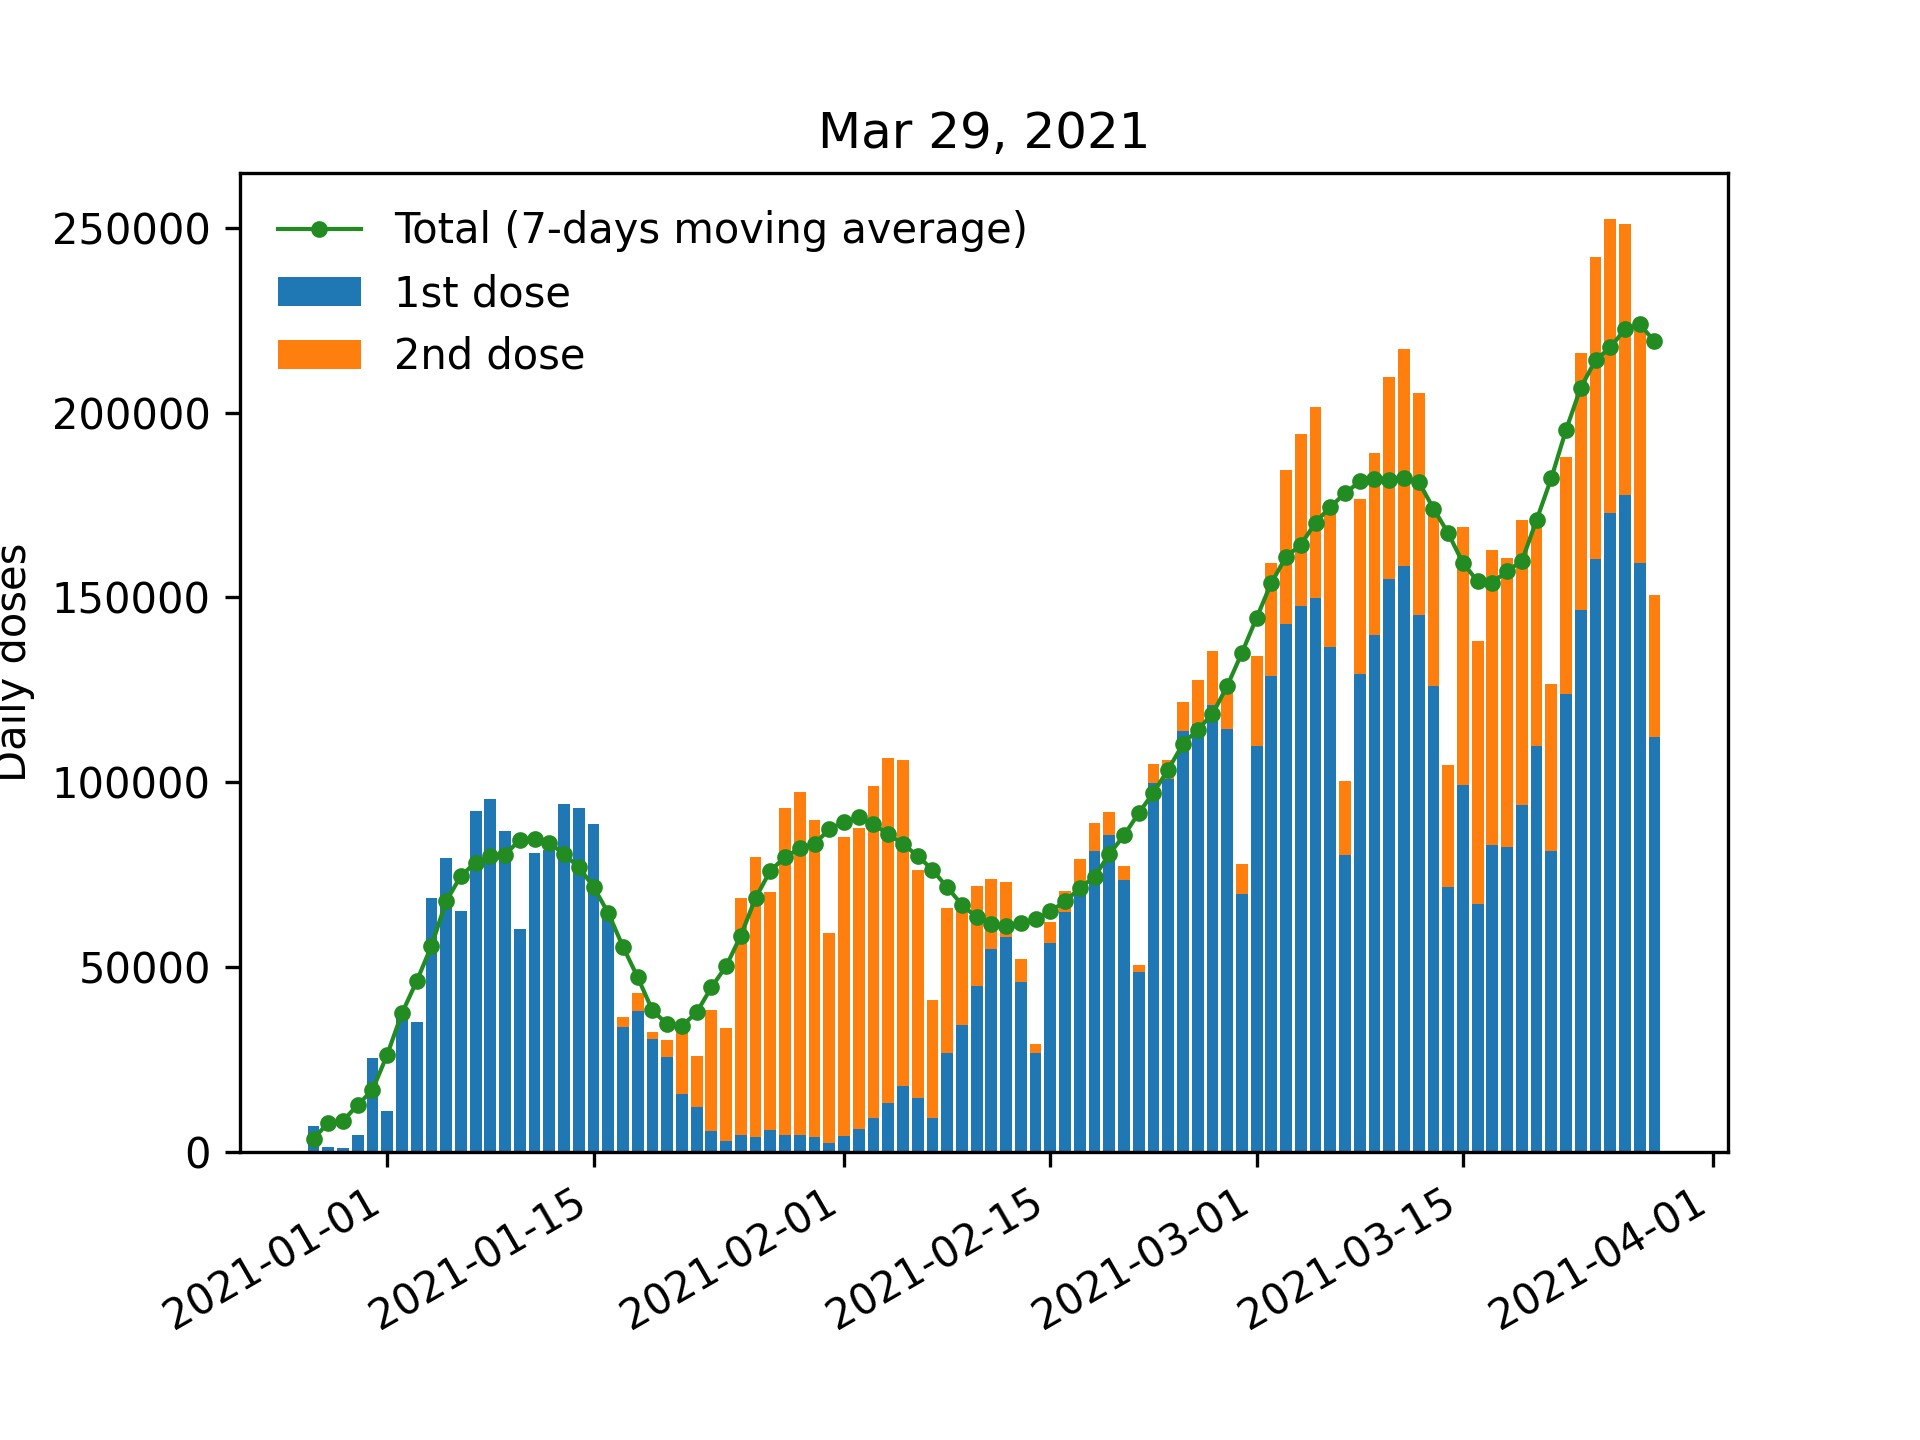 Mar 29, 2021
Total (7-days moving average)
1st dose
2nd dose
Daily doses
250000
200000
150000
100000
50000
0
2021-01-01
2021-01-15
2021-02-01
2021-02-15
2021-03-01
2021-03-15
2021-04-01